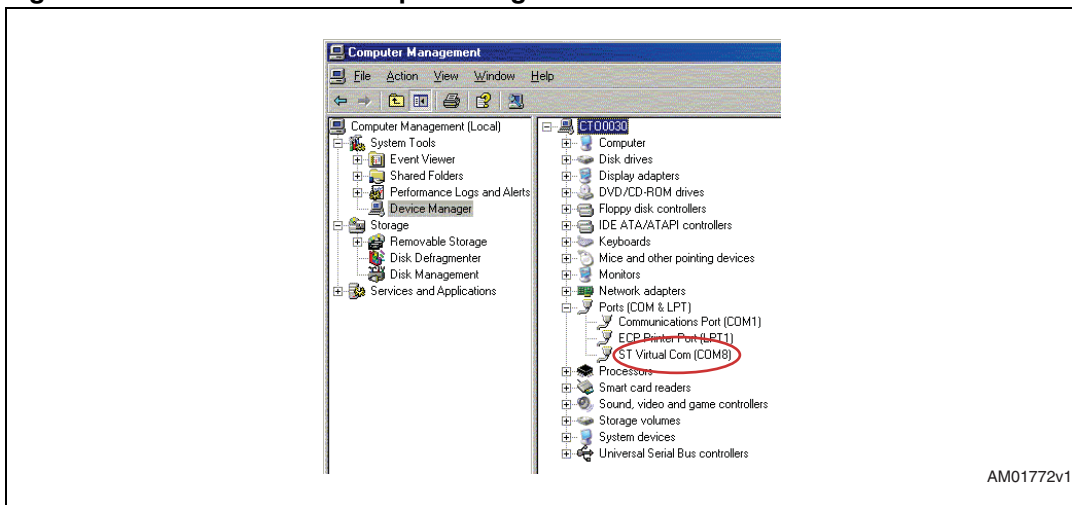 Computer Management
File Action View Window Help
Computer Management (Local)
System Tools
Event Viewer
Shared Folders
Performance Logs and Alerts
Device Manager
Storage
Removable Storage
Disk Defragmenter
Disk Management
Services and Applications
CTO0030
Computer
Disk drives
Display adapters
DVD/CD-ROM drives
Floppy disk controllers
IDE ATA/ATAPI controllers
Keyboards
Mice and other pointing devices
Monitors
Network adapters
Ports (COM & LPT)
Communications Port (COM1)
ECP Printer Port (LPT1)
ST Virtual Com (COM8)
Processors
Smart card readers
Sound, video and game controllers
Storage volumes
System devices
Universal Serial Bus controllers
AM01772v1